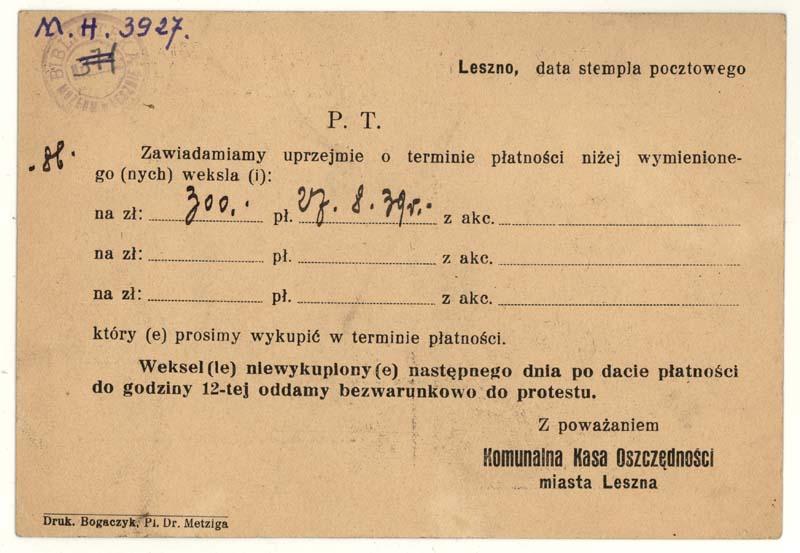 M. H. 3927.
Leszno, data stempla pocztowego
P. T.
Zawiadamiamy uprzejmie o terminie płatności niżej wymienione-
go (nych) weksla (i):
na zł: 300.- pł. 27. 8. 39r. z akc.
na zł: pł. z akc.
na zł: pł. z akc.
który (e) prosimy wykupić w terminie płatności.
Weksel(le) niewykupiony(e) następnego dnia po dacie płatności
do godziny 12-tej oddamy bezwarunkowo do protestu.
Z poważaniem
Komunalna Kasa Oszczędności
miasta Leszna
Druk. Bogaczyk, Pl. Dr. Metziga